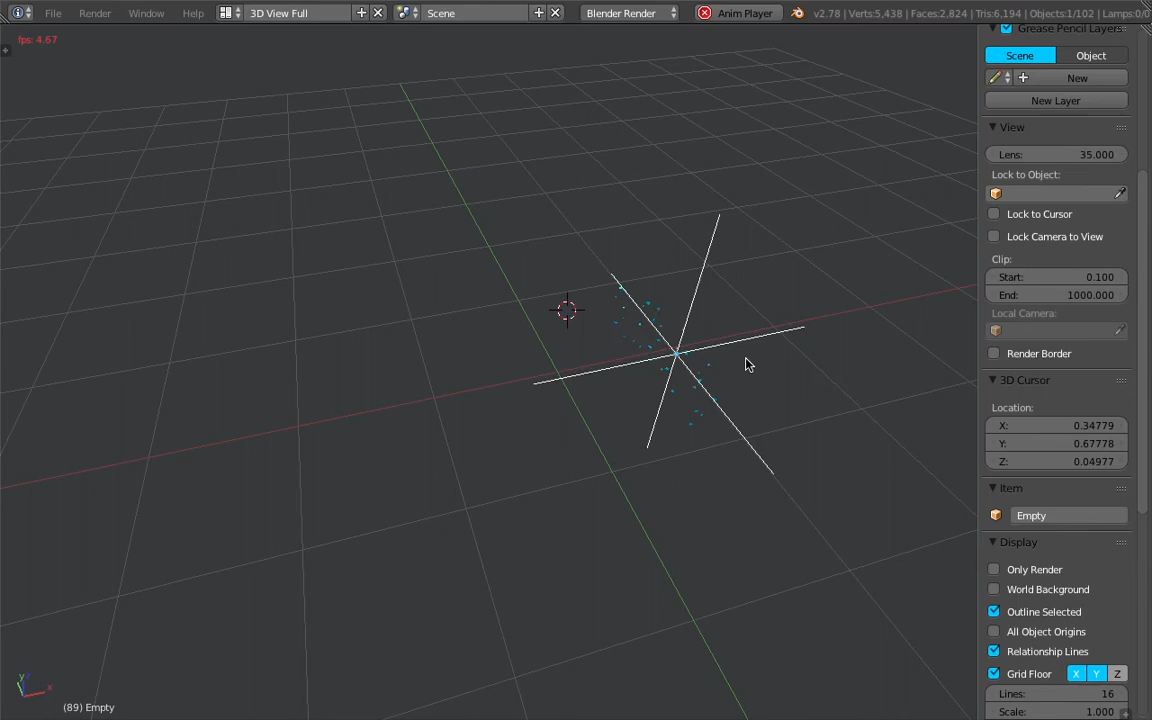 File Render Window Help 3D View Full Scene Blender Render Anim Player v2.78 | Verts:5,438 | Faces:2,824 | Tris:6,194 | Objects:1/102 | Lamps:0/0
fps: 4.67
Grease Pencil Layers
Scene Object
New
New Layer
View
Lens: 35.000
Lock to Object:
Lock to Cursor
Lock Camera to View
Clip:
Start: 0.100
End: 1000.000
Local Camera:
Render Border
3D Cursor
Location:
X: 0.34779
Y: 0.67778
Z: 0.04977
Item
Empty
Display
Only Render
World Background
Outline Selected
All Object Origins
Relationship Lines
Grid Floor X Y Z
Lines: 16
Scale: 1.000
y x
(89) Empty